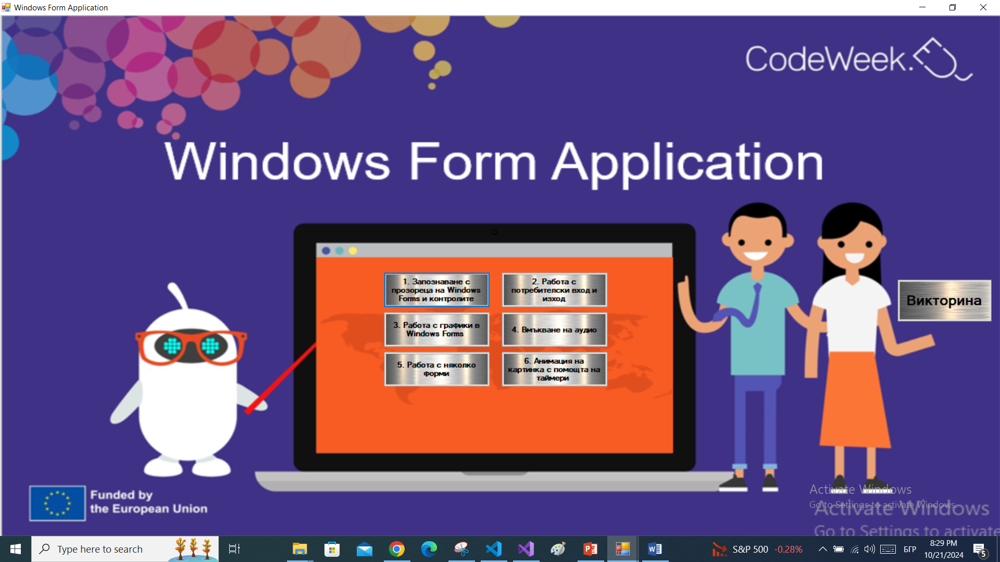 Windows Form Application
CodeWeek.
Windows Form Application
1. Запознаване с
прозореца на Windows
Forms и контролите
2. Работа с
потребителски вход и
изход
3. Работа с графики в
Windows Forms
4. Вмъкване на аудио
5. Работа с няколко
форми
6. Анимация на
картинка с помощта на
таймери
Викторина
Funded by
the European Union
Activate Windows
Go to Settings to activate Windows.
Activate Windows
Go to Settings to activate
Type here to search
S&P 500 -0.28%
БГР
8:29 PM
10/21/2024
5